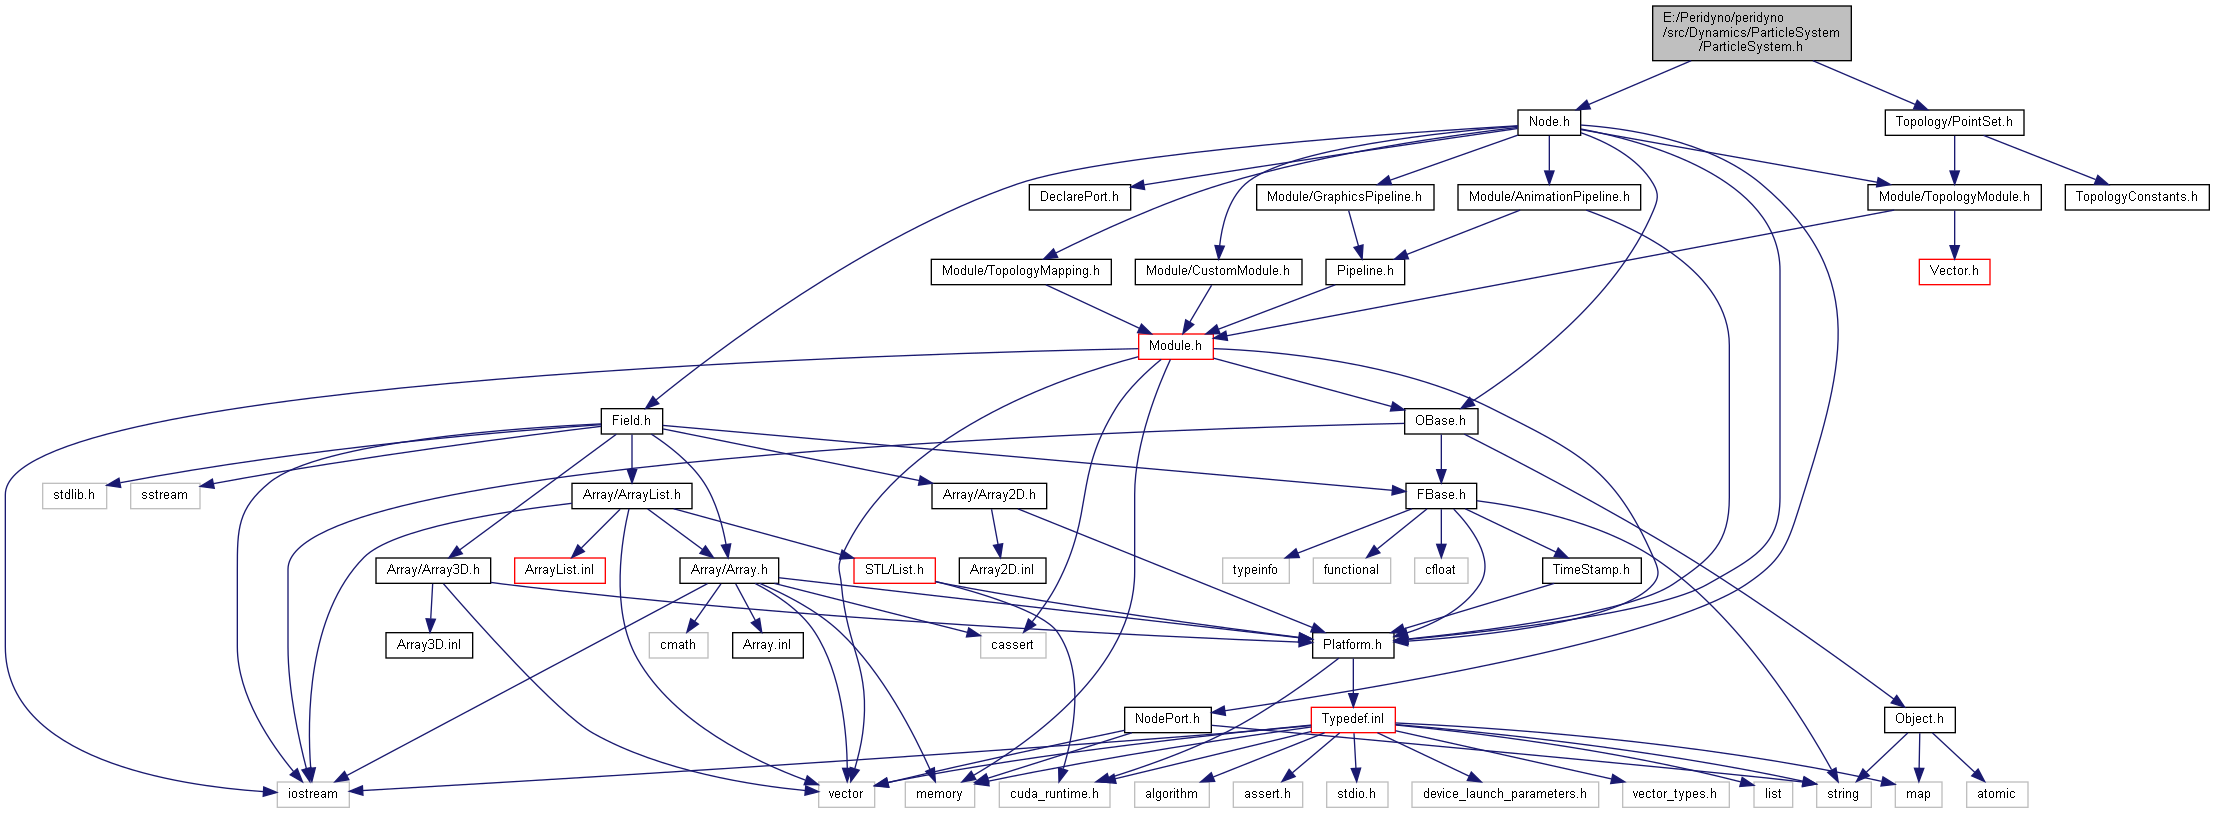 E:/Peridyno/peridyno
/src/Dynamics/ParticleSystem
/ParticleSystem.h
Node.h
Topology/PointSet.h
DeclarePort.h
Module/GraphicsPipeline.h
Module/AnimationPipeline.h
Module/TopologyModule.h
TopologyConstants.h
Module/TopologyMapping.h
Module/CustomModule.h
Pipeline.h
Vector.h
Module.h
Field.h
OBase.h
stdlib.h
sstream
Array/ArrayList.h
Array/Array2D.h
FBase.h
Array/Array3D.h
ArrayList.inl
Array/Array.h
STL/List.h
Array2D.inl
typeinfo
functional
cfloat
TimeStamp.h
Array3D.inl
cmath
Array.inl
cassert
Platform.h
NodePort.h
Typedef.inl
Object.h
iostream
vector
memory
cuda_runtime.h
algorithm
assert.h
stdio.h
device_launch_parameters.h
vector_types.h
list
string
map
atomic